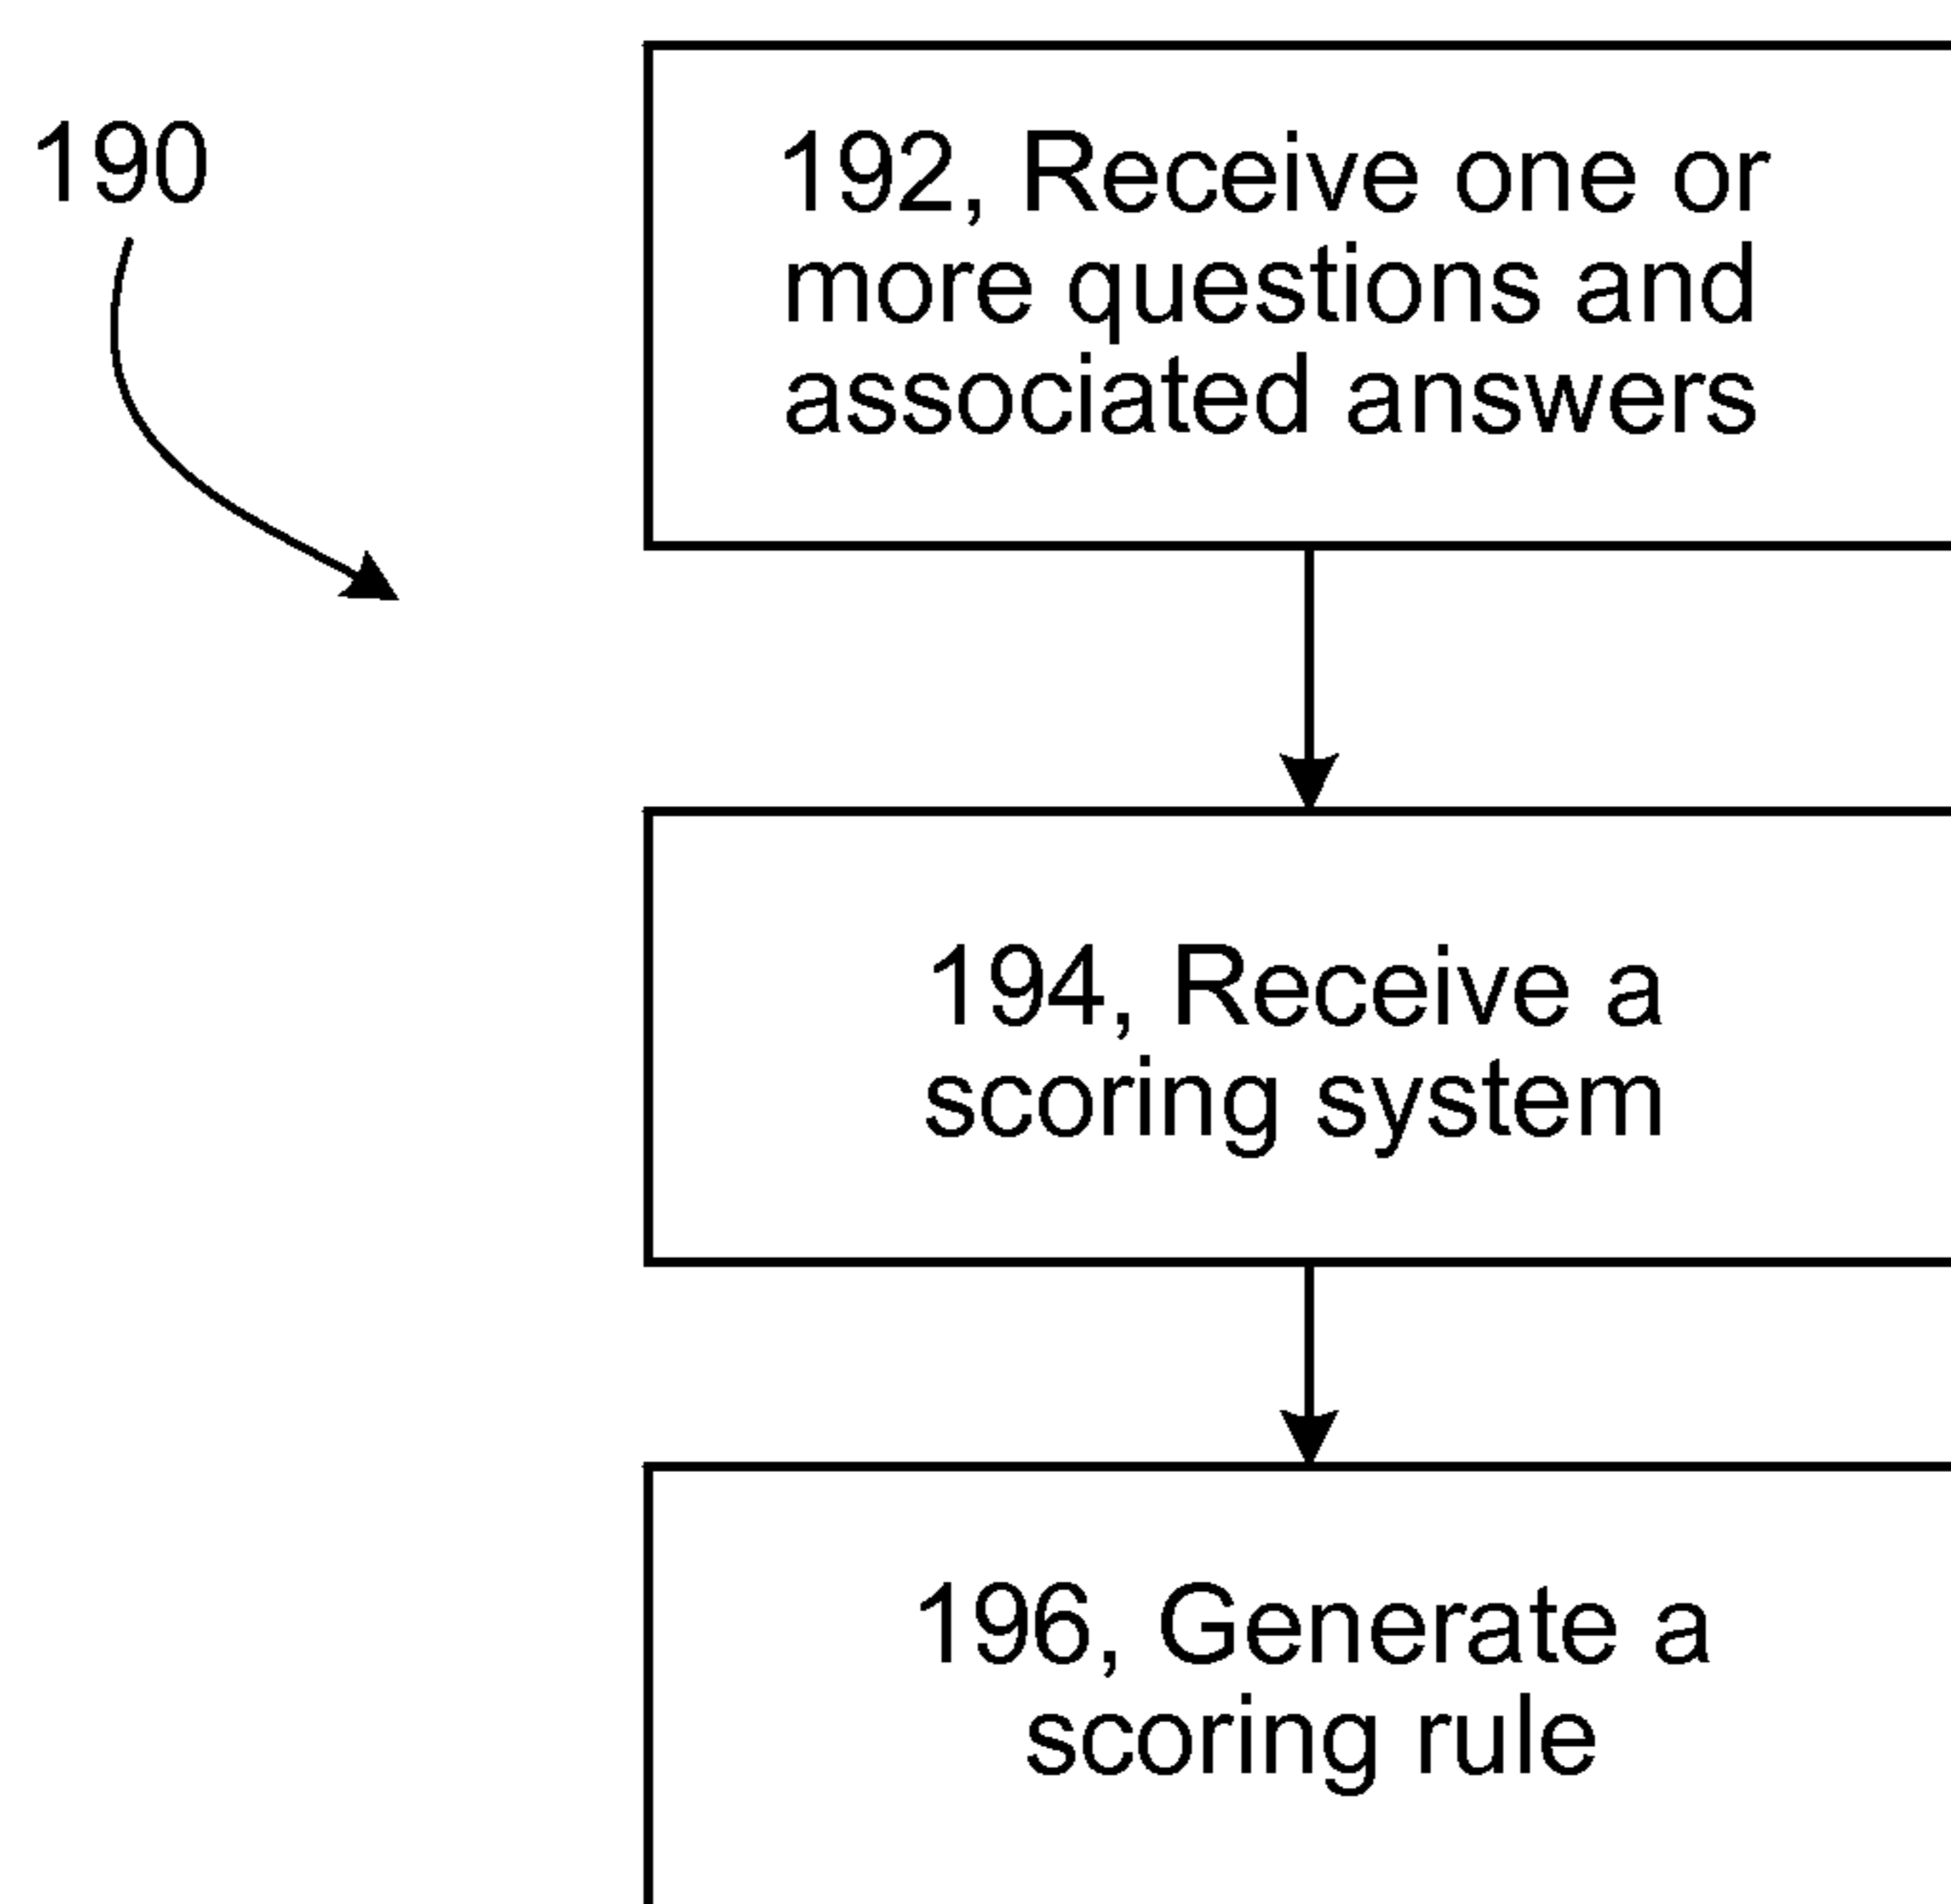 190
192, Receive one or
more questions and
associated answers
194, Receive a
scoring system
196, Generate a
scoring rule